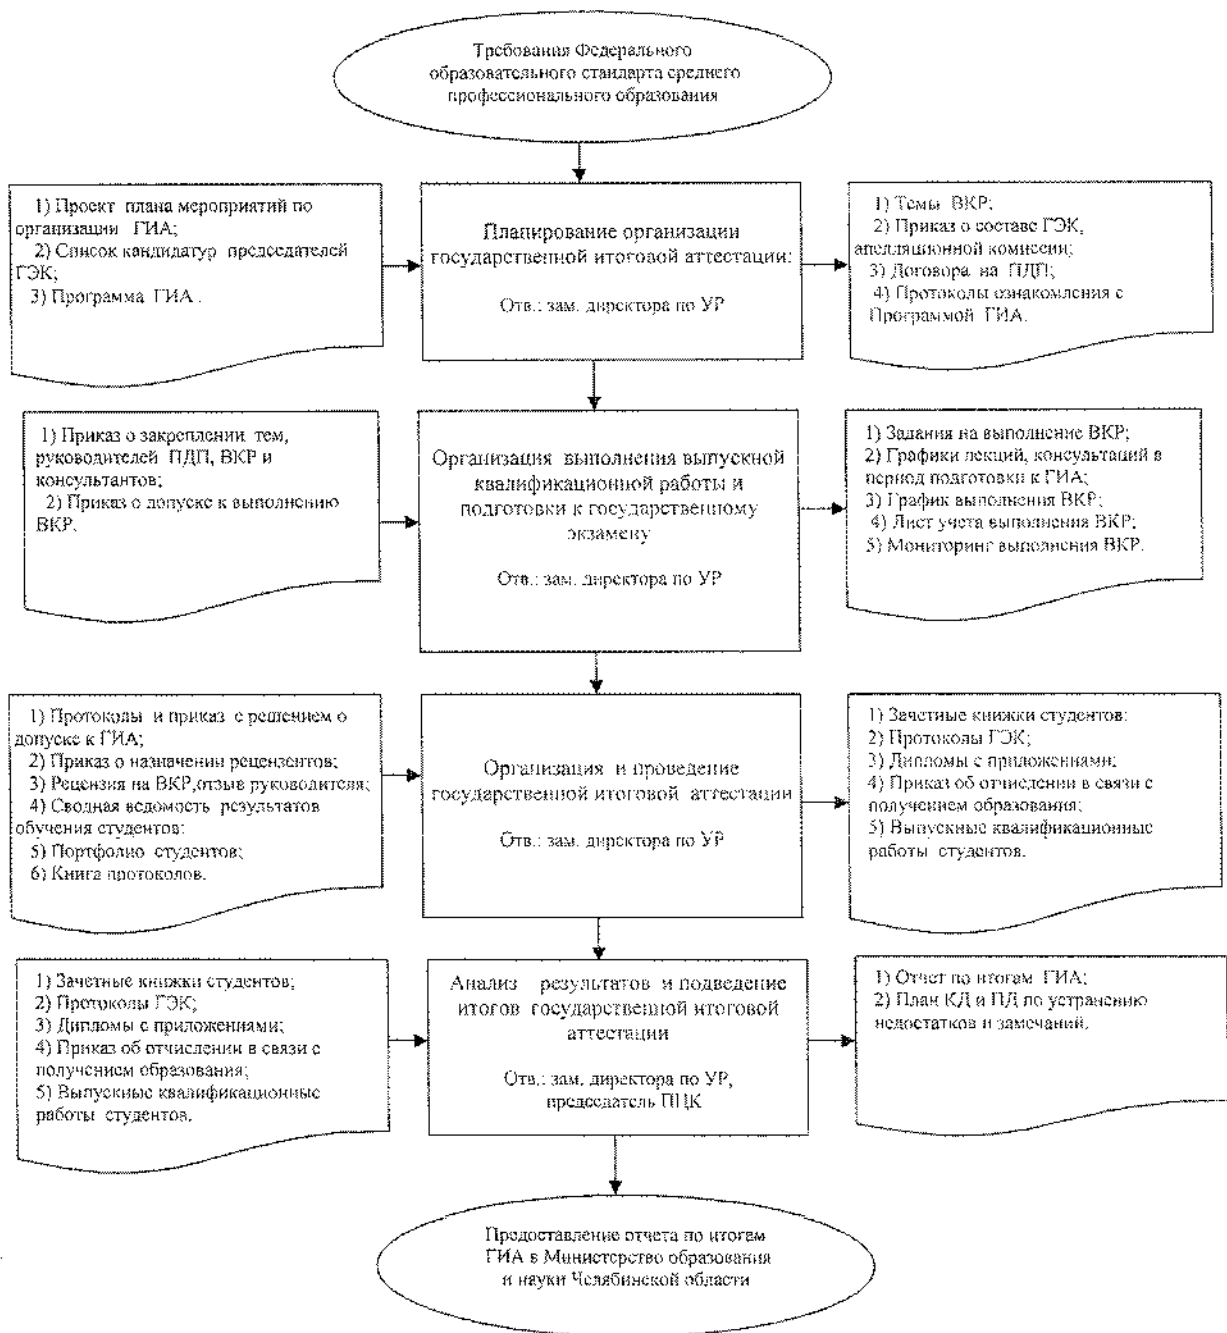 Требования Федерального
образовательного стандарта среднего
профессионального образования
1) Проект плана мероприятий по
организации ГИА;
2) Список кандидатур председателей
ГЭК;
3) Программа ГИА .
Планирование организации
государственной итоговой аттестации:
Отв.: зам. директора по УР
1) Темы ВКР;
2) Приказ о составе ГЭК,
апелляционной комиссии;
3) Договора на ПДП;
4) Протоколы ознакомления с
Программой ГИА.
1) Приказ о закреплении тем,
руководителей ПДП, ВКР и
консультантов;
2) Приказ о допуске к выполнению
ВКР.
Организация выполнения выпускной
квалификационной работы и
подготовки к государственному
экзамену
Отв.: зам. директора по УР
1) Задания на выполнение ВКР;
2) Графики лекций, консультаций в
период подготовки к ГИА;
3) График выполнения ВКР;
4) Лист учета выполнения ВКР;
5) Мониторинг выполнения ВКР.
1) Протоколы и приказ с решением о
допуске к ГИА;
2) Приказ о назначении рецензентов;
3) Рецензия на ВКР,отзыв руководителя;
4) Сводная ведомость результатов
обучения студентов:
5) Портфолио студентов;
6) Книга протоколов.
Организация и проведение
государственной итоговой аттестации
Отв.: зам. директора по УР
1) Зачетные книжки студентов:
2) Протоколы ГЭК;
3) Дипломы с приложениями;
4) Приказ об отчислении в связи с
получением образования;
5) Выпускные квалификационные
работы студентов.
1) Зачетные книжки студентов;
2) Протоколы ГЭК;
3) Дипломы с приложениями;
4) Приказ об отчислении в связи с
получением образования;
5) Выпускные квалификационные
работы студентов.
Анализ результатов и подведение
итогов государственной итоговой
аттестации
Отв.: зам. директора по УР,
председатель ПЦК
1) Отчет по итогам ГИА;
2) План КД и ПД по устранению
недостатков и замечаний.
Предоставление отчета по итогам
ГИА в Министерство образования
и науки Челябинской области